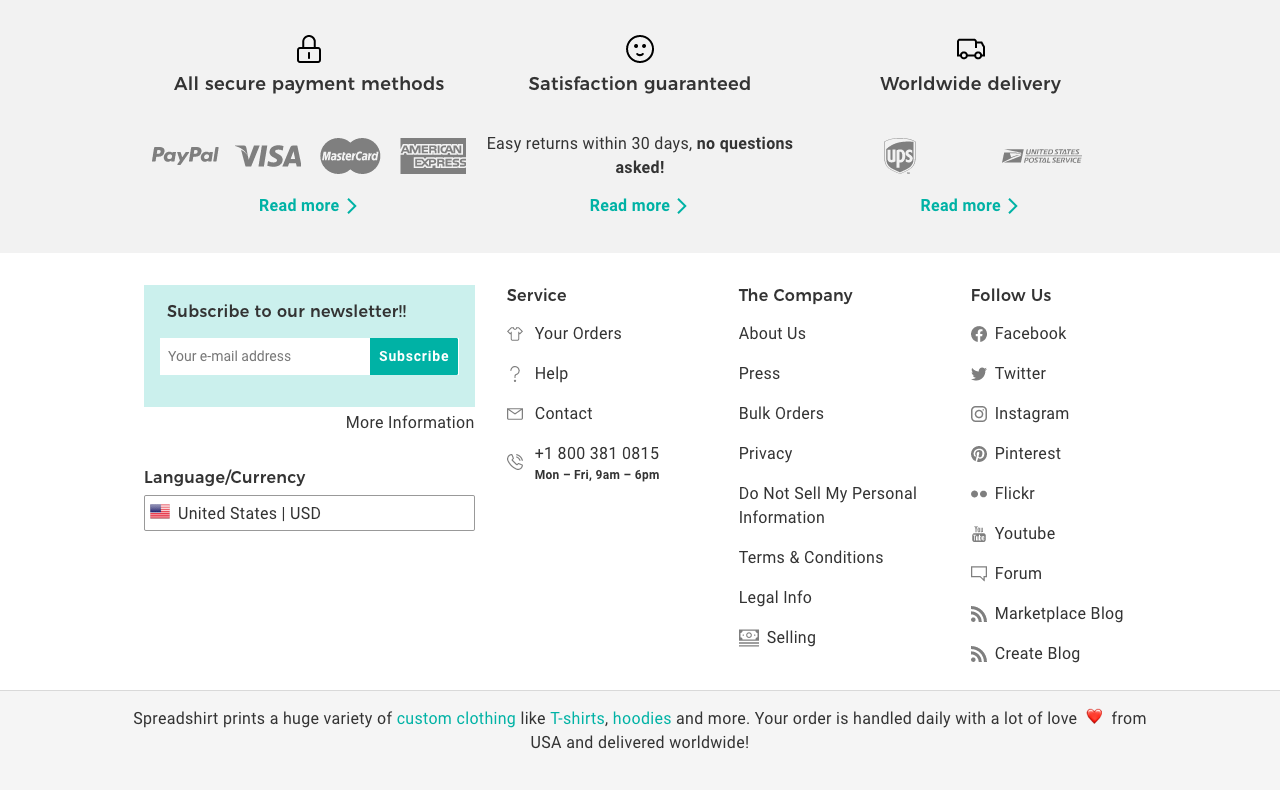 All secure payment methods
Satisfaction guaranteed
Worldwide delivery
PayPal
VISA
MasterCard
AMERICAN
EXPRESS
Easy returns within 30 days, no questions
asked!
ups
UNITED STATES
POSTAL SERVICE
Read more
Read more
Read more
Subscribe to our newsletter!!
Your e-mail address
Subscribe
More Information
Language/Currency
United States | USD
Service
Your Orders
Help
Contact
+1 800 381 0815
Mon – Fri, 9am – 6pm
The Company
About Us
Press
Bulk Orders
Privacy
Do Not Sell My Personal
Information
Terms & Conditions
Legal Info
Selling
Follow Us
Facebook
Twitter
Instagram
Pinterest
Flickr
You
Tube
Youtube
Forum
Marketplace Blog
Create Blog
Spreadshirt prints a huge variety of custom clothing like T-shirts, hoodies and more. Your order is handled daily with a lot of love ❤️ from
USA and delivered worldwide!